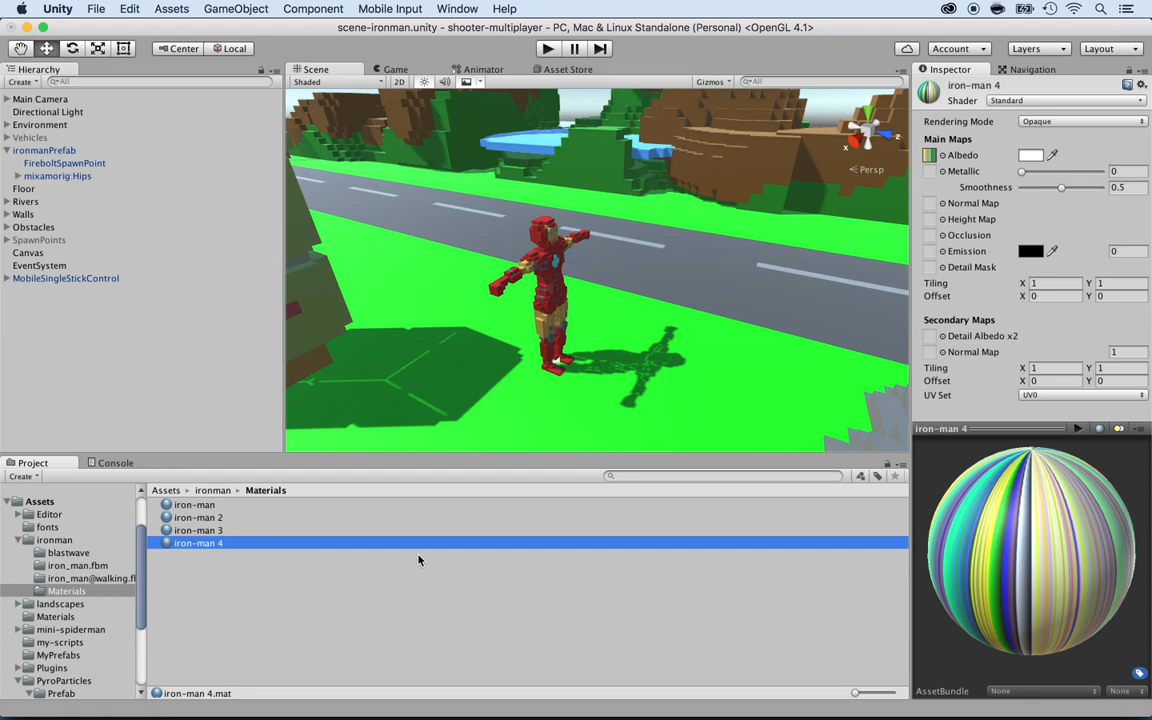 Unity File Edit Assets GameObject Component Mobile Input Window Help
scene-ironman.unity - shooter-multiplayer - PC, Mac & Linux Standalone (Personal) <OpenGL 4.1>
Center Local Account Layers Layout
Hierarchy
Create All
Main Camera
Directional Light
Environment
Vehicles
ironmanPrefab
FireboltSpawnPoint
mixamorig:Hips
Floor
Rivers
Walls
Obstacles
SpawnPoints
Canvas
EventSystem
MobileSingleStickControl
Scene Game Animator Asset Store
Shaded 2D Gizmos All
x z
Persp
Inspector Navigation
iron-man 4
Shader Standard
Rendering Mode Opaque
Main Maps
Albedo
Metallic 0
Smoothness 0.5
Normal Map
Height Map
Occlusion
Emission 0
Detail Mask
Tiling X 1 Y 1
Offset X 0 Y 0
Secondary Maps
Detail Albedo x2
Normal Map 1
Tiling X 1 Y 1
Offset X 0 Y 0
UV Set UV0
iron-man 4
AssetBundle None None
Project Console
Create
Assets
Editor
fonts
ironman
blastwave
iron_man.fbm
iron_man@walking.fl
Materials
landscapes
Materials
mini-spiderman
my-scripts
MyPrefabs
Plugins
PyroParticles
Prefab
Assets ironman Materials
iron-man
iron-man 2
iron-man 3
iron-man 4
iron-man 4.mat